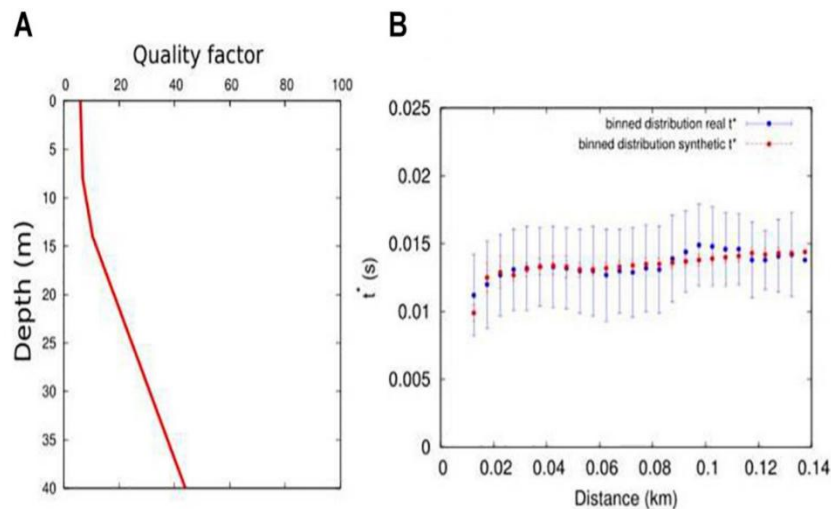 A
Quality factor
0 20 40 60 80 100
0
5
10
15
20
25
30
35
40
Depth (m)
B
0.025
0.02
0.015
0.01
0.005
0
t* (s)
binned distribution real t*
binned distribution synthetic t*
0.02 0.04 0.06 0.08 0.1 0.12 0.14
Distance (km)